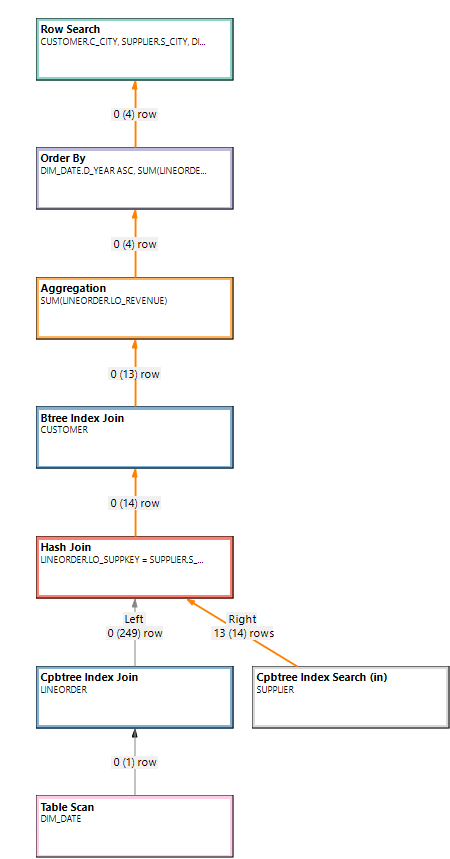 Row Search
CUSTOMER.C_CITY, SUPPLIER.S_CITY, DI...
0 (4) row
Order By
DIM_DATE.D_YEAR ASC, SUM(LINEORDE...
0 (4) row
Aggregation
SUM(LINEORDER.LO_REVENUE)
0 (13) row
Btree Index Join
CUSTOMER
0 (14) row
Hash Join
LINEORDER.LO_SUPPKEY = SUPPLIER.S_...
Left
0 (249) row
Right
13 (14) rows
Cpbtree Index Join
LINEORDER
Cpbtree Index Search (in)
SUPPLIER
0 (1) row
Table Scan
DIM_DATE